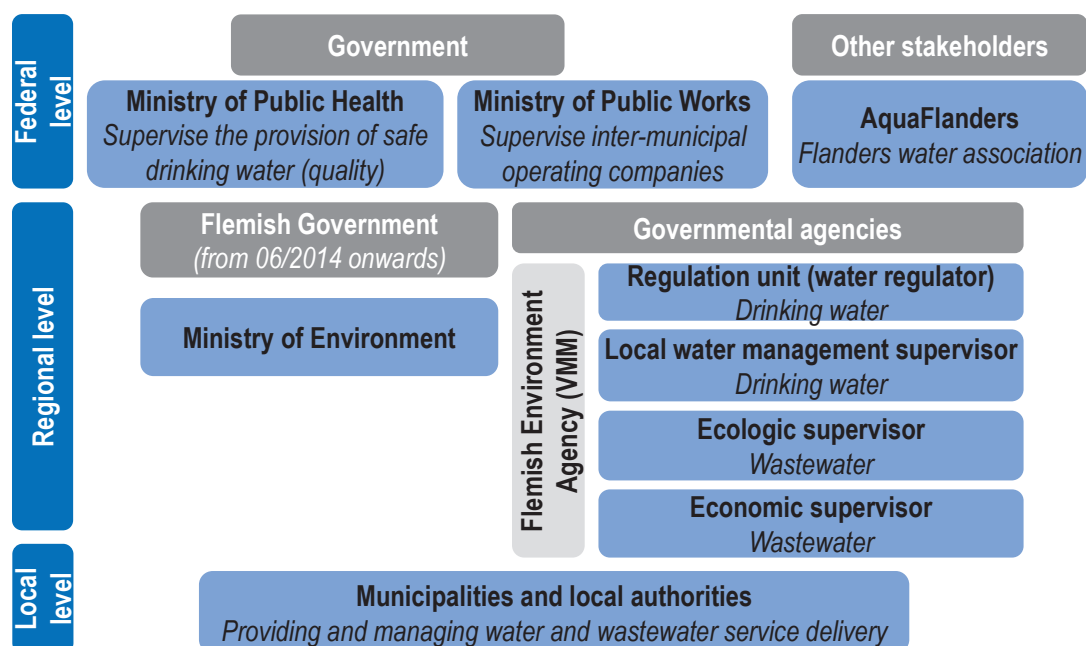 Federal
level
Government
Other stakeholders
Ministry of Public Health
Supervise the provision of safe
drinking water (quality)
Ministry of Public Works
Supervise inter-municipal
operating companies
AquaFlanders
Flanders water association
Regional level
Flemish Government
(from 06/2014 onwards)
Ministry of Environment
Governmental agencies
Flemish Environment
Agency (VMM)
Regulation unit (water regulator)
Drinking water
Local water management supervisor
Drinking water
Ecologic supervisor
Wastewater
Economic supervisor
Wastewater
Local
level
Municipalities and local authorities
Providing and managing water and wastewater service delivery